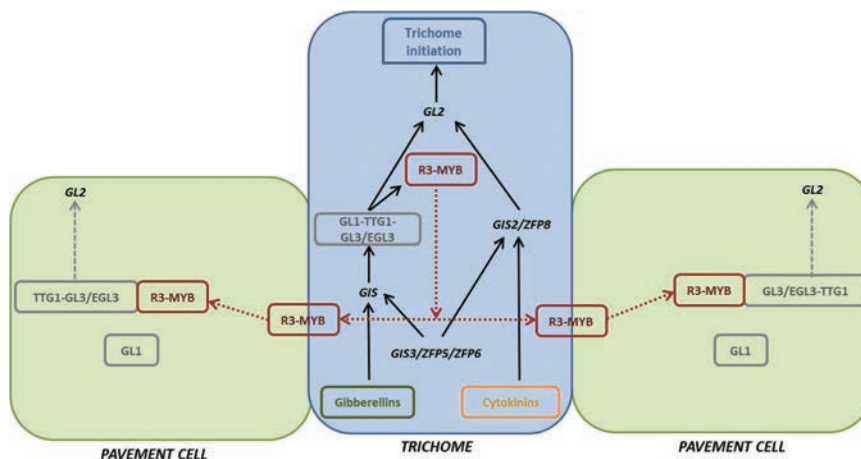 Trichome
initiation
GL2
R3-MYB
GL2
GL2
GL1-TTG1-
GL3/EGL3
GIS2/ZFP8
TTG1-GL3/EGL3
R3-MYB
GIS
R3-MYB
GL3/EGL3-TTG1
R3-MYB
R3-MYB
GL1
GIS3/ZFP5/ZFP6
GL1
Gibberellins
Cytokinins
PAVEMENT CELL
TRICHOME
PAVEMENT CELL